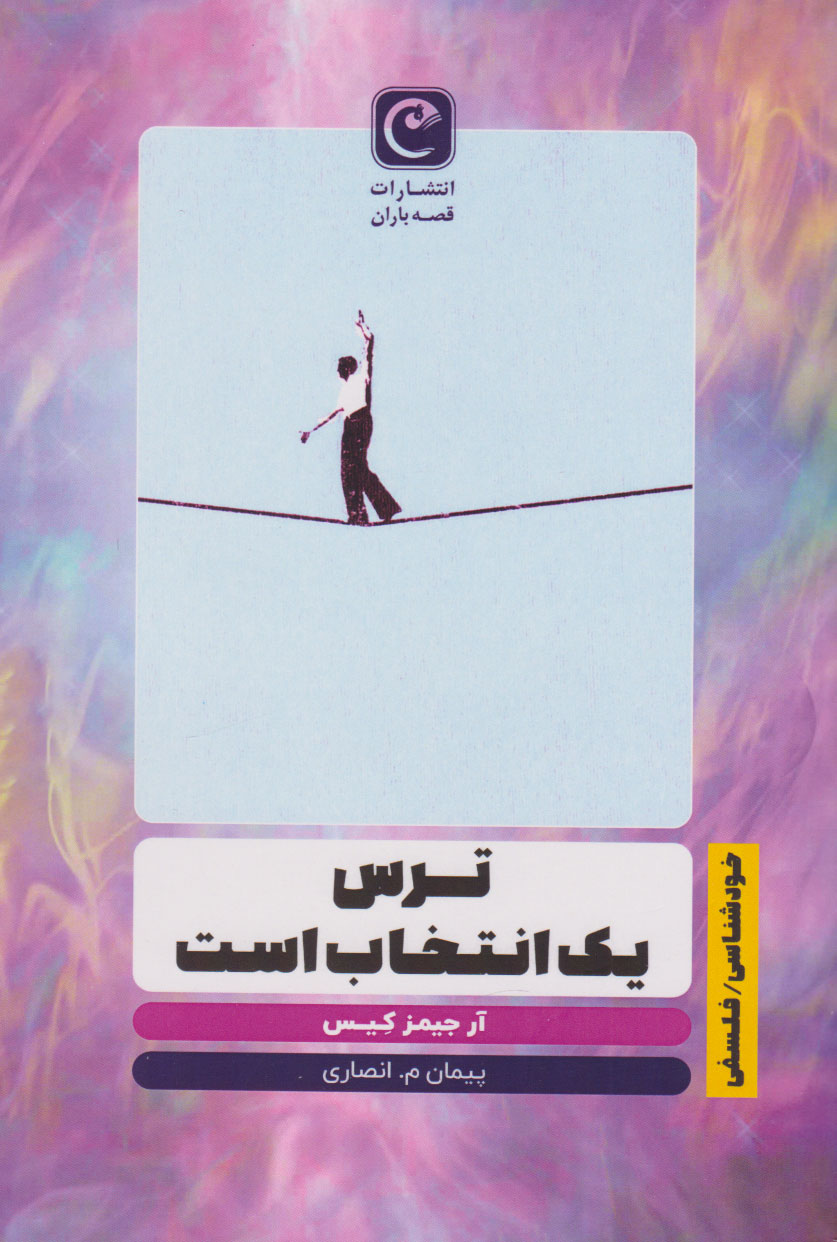 انتشارات
قصه باران
ترس
یک انتخاب است
آر جیمز کِیس
پیمان م. انصاری
خودشناسی/فلسفی